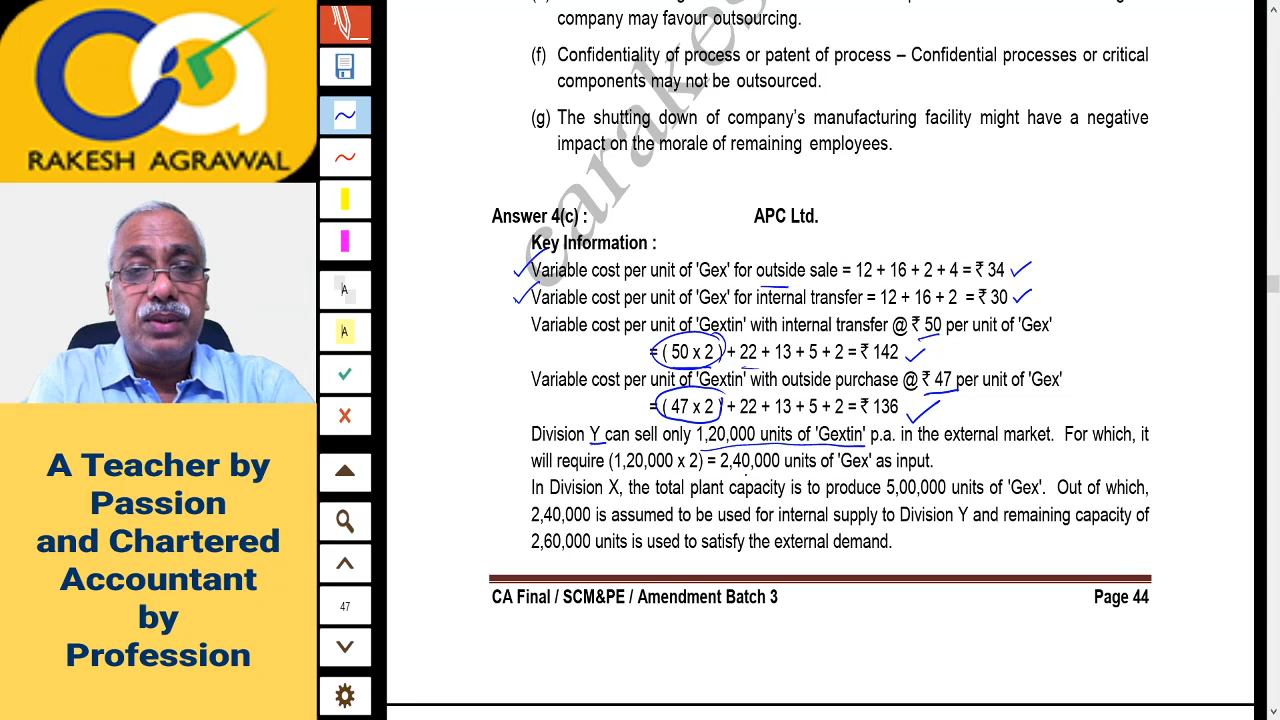 ca
RAKESH AGRAWAL
A Teacher by
Passion
and Chartered
Accountant
by
Profession
A
A
47
company may favour outsourcing.
(f) Confidentiality of process or patent of process – Confidential processes or critical
components may not be outsourced.
(g) The shutting down of company's manufacturing facility might have a negative
impact on the morale of remaining employees.
Answer 4(c) : APC Ltd.
Key Information :
Variable cost per unit of 'Gex' for outside sale = 12 + 16 + 2 + 4 = ₹ 34
Variable cost per unit of 'Gex' for internal transfer = 12 + 16 + 2 = ₹ 30
Variable cost per unit of 'Gextin' with internal transfer @ ₹ 50 per unit of 'Gex'
= ( 50 x 2 ) + 22 + 13 + 5 + 2 = ₹ 142
Variable cost per unit of 'Gextin' with outside purchase @ ₹ 47 per unit of 'Gex'
= ( 47 x 2 ) + 22 + 13 + 5 + 2 = ₹ 136
Division Y can sell only 1,20,000 units of 'Gextin' p.a. in the external market. For which, it
will require (1,20,000 x 2) = 2,40,000 units of 'Gex' as input.
In Division X, the total plant capacity is to produce 5,00,000 units of 'Gex'. Out of which,
2,40,000 is assumed to be used for internal supply to Division Y and remaining capacity of
2,60,000 units is used to satisfy the external demand.
CA Final / SCM&PE / Amendment Batch 3 Page 44